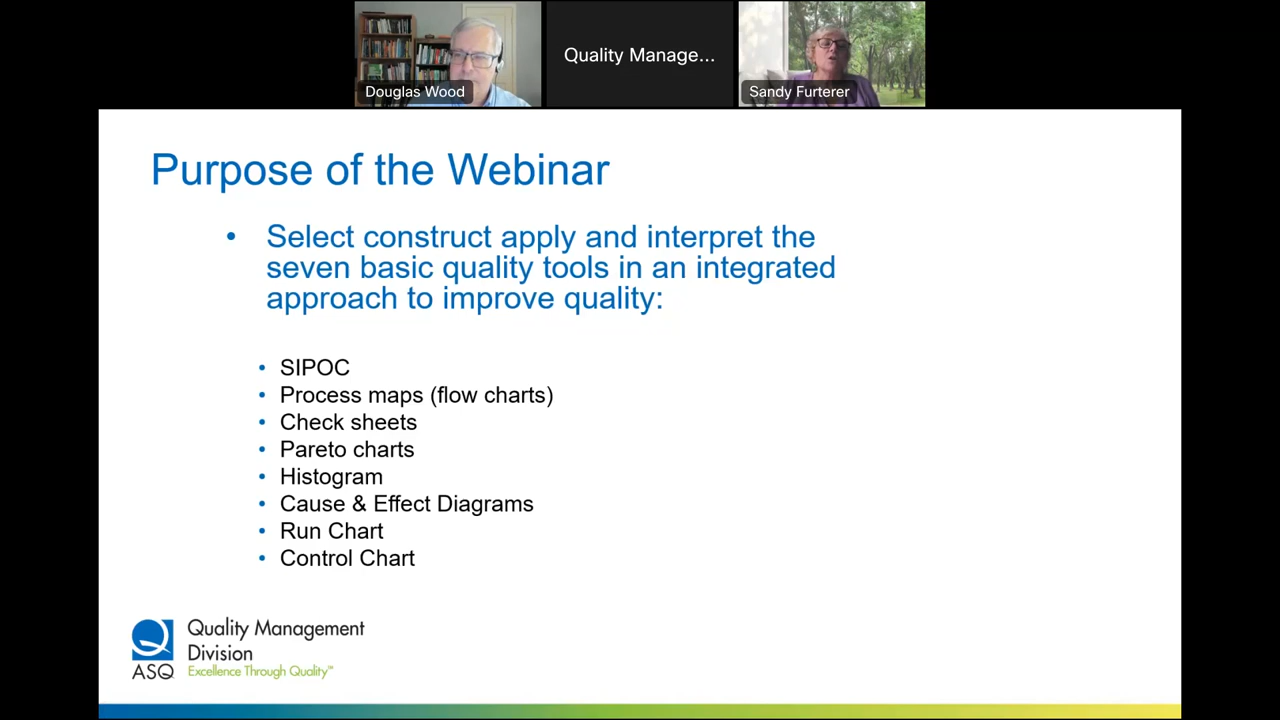 Quality Manage...
Douglas Wood
Sandy Furterer
Purpose of the Webinar
• Select construct apply and interpret the
seven basic quality tools in an integrated
approach to improve quality:
• SIPOC
• Process maps (flow charts)
• Check sheets
• Pareto charts
• Histogram
• Cause & Effect Diagrams
• Run Chart
• Control Chart
Quality Management
Division
ASQ Excellence Through Quality™